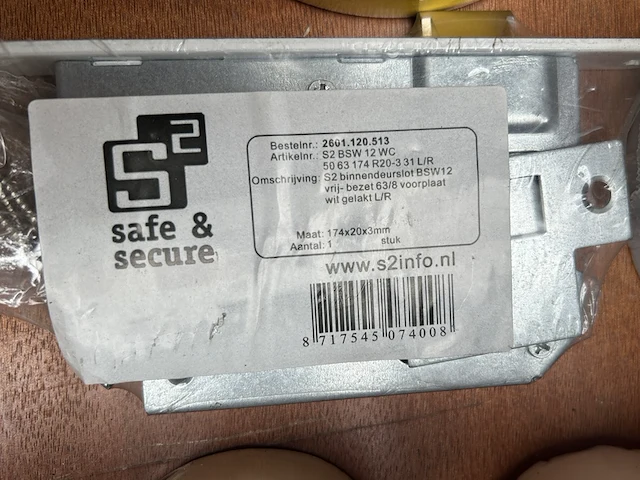 S2
safe &
secure
Bestelnr.: 2601.120.513
Artikelnr.: S2 BSW 12 WC
50 63 174 R20-3 31 L/R
Omschrijving: S2 binnendeurslot BSW12
vrij- bezet 63/8 voorplaat
wit gelakt L/R
Maat: 174x20x3mm
Aantal: 1 stuk
www.s2info.nl
8 717545 074008